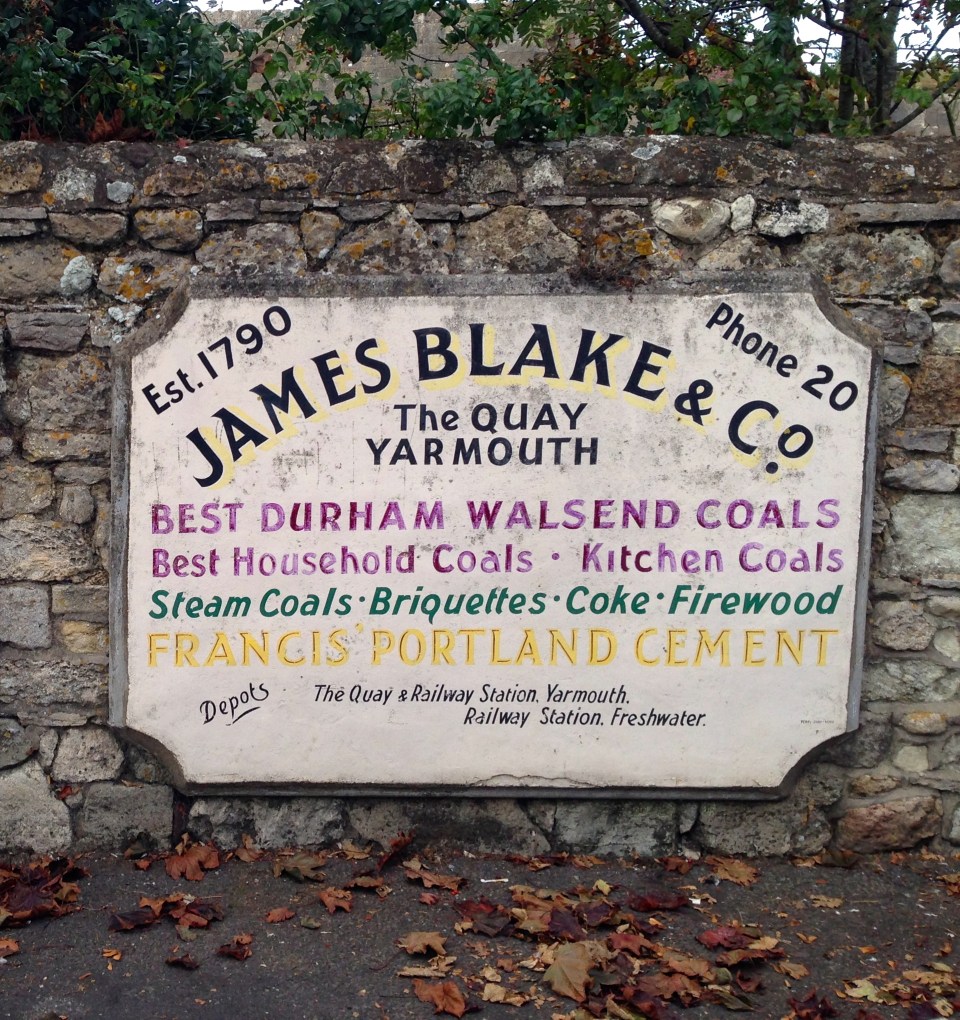 Est. 1790
Phone 20
JAMES BLAKE & Co.
The QUAY
YARMOUTH
BEST DURHAM WALSEND COALS
Best Household Coals · Kitchen Coals
Steam Coals · Briquettes · Coke · Firewood
FRANCIS' PORTLAND CEMENT
Depots
The Quay & Railway Station, Yarmouth.
Railway Station, Freshwater.